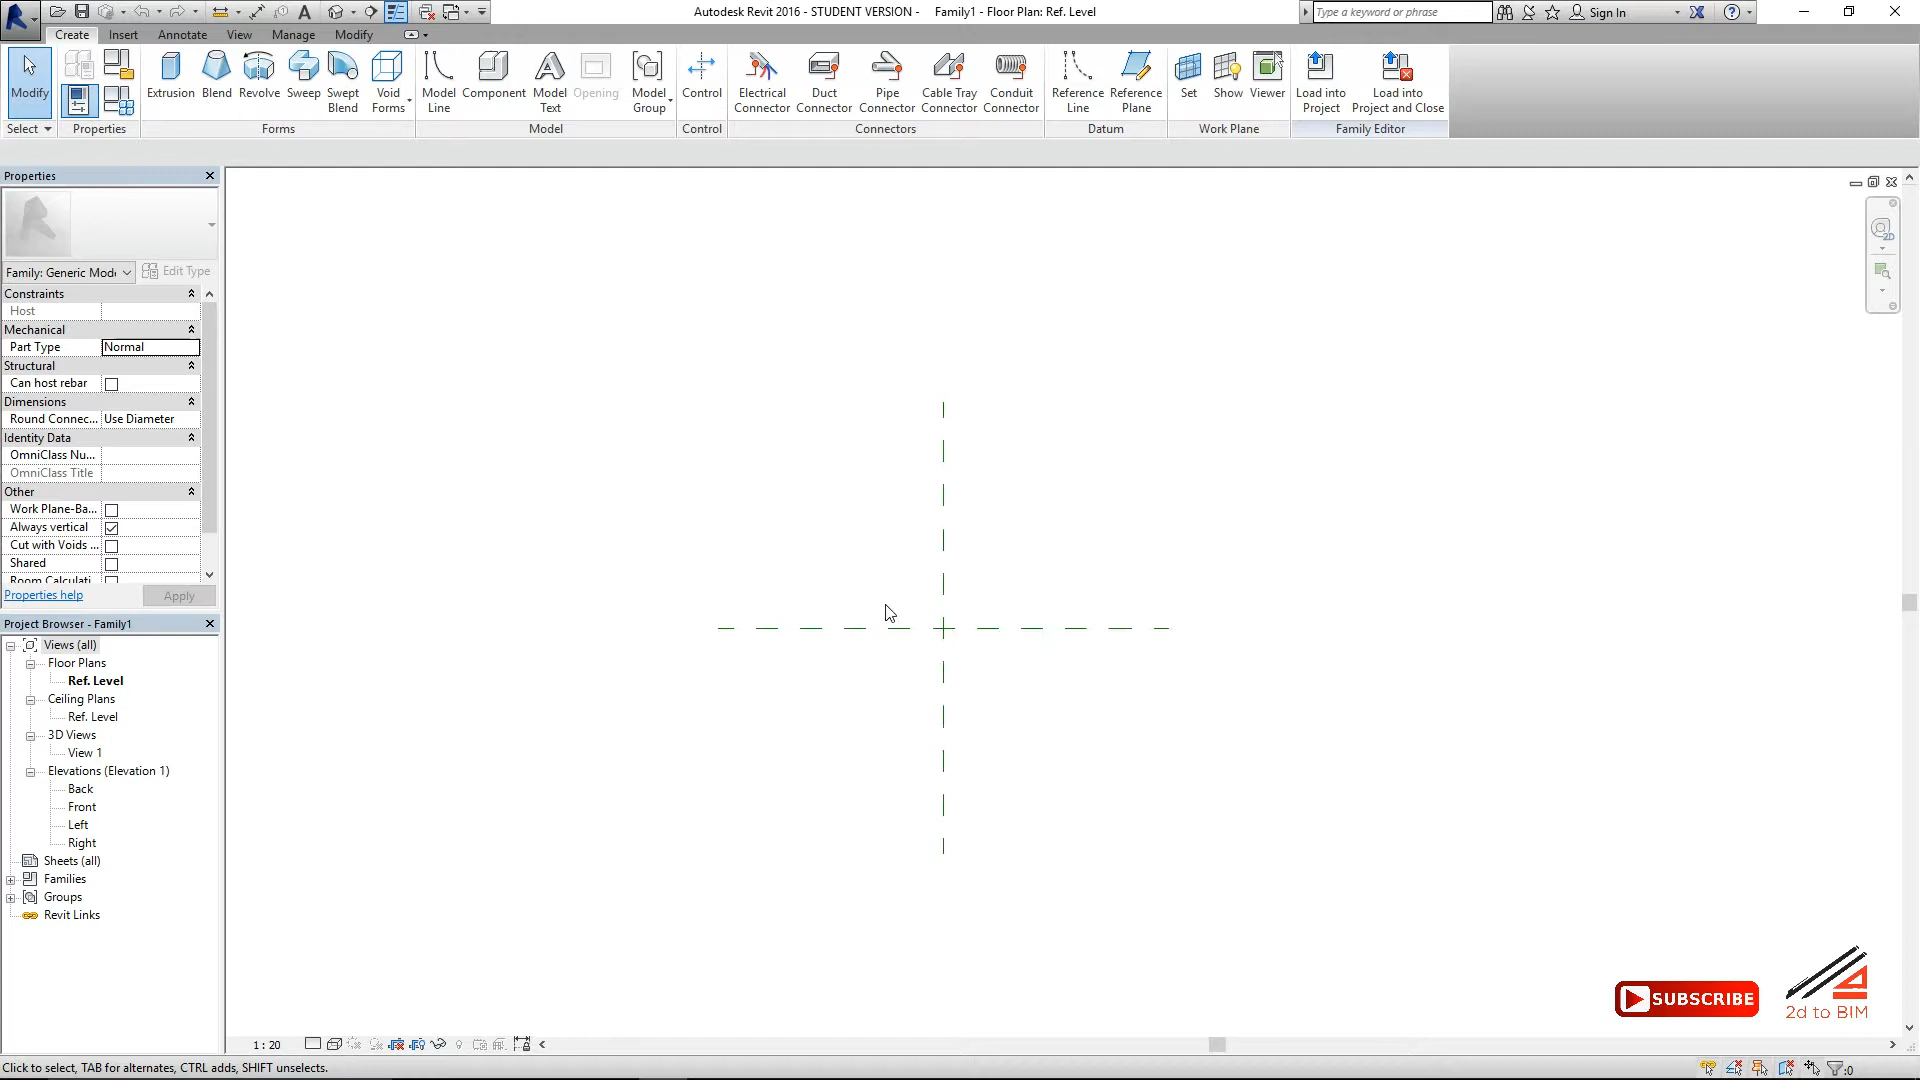 Autodesk Revit 2016 - STUDENT VERSION - Family1 - Floor Plan: Ref. Level
Type a keyword or phrase
Sign In
Create Insert Annotate View Manage Modify
Modify
Extrusion Blend Revolve Sweep Swept Blend Void Forms
Model Line Component Model Text Opening Model Group
Control
Electrical Connector Duct Connector Pipe Connector Cable Tray Connector Conduit Connector
Reference Line Reference Plane
Set Show Viewer
Load into Project Load into Project and Close
Select Properties Forms Model Control Connectors Datum Work Plane Family Editor
Properties
Family: Generic Mode
Edit Type
Constraints
Host
Mechanical
Part Type Normal
Structural
Can host rebar
Dimensions
Round Connec... Use Diameter
Identity Data
OmniClass Nu...
OmniClass Title
Other
Work Plane-Ba...
Always vertical
Cut with Voids ...
Shared
Room Calculati
Properties help
Apply
Project Browser - Family1
Views (all)
Floor Plans
Ref. Level
Ceiling Plans
Ref. Level
3D Views
View 1
Elevations (Elevation 1)
Back
Front
Left
Right
Sheets (all)
Families
Groups
Revit Links
2D
SUBSCRIBE
2d to BIM
1 : 20
Click to select, TAB for alternates, CTRL adds, SHIFT unselects.
:0